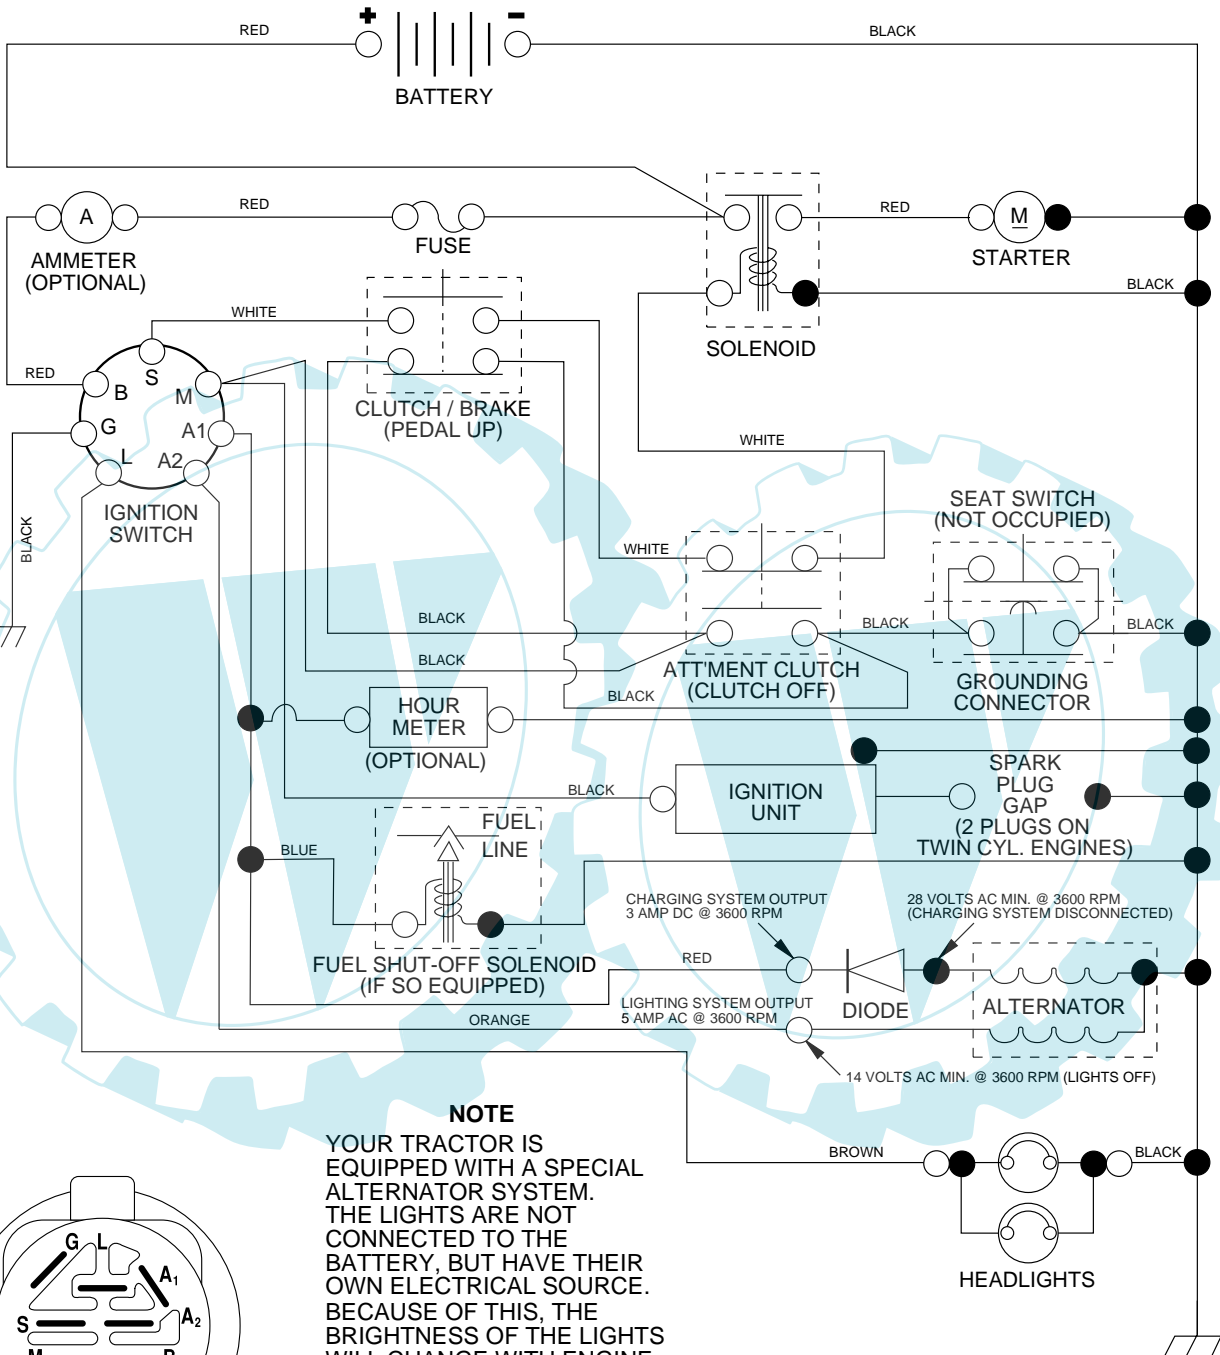 + -
RED
BLACK
BATTERY
A
RED
FUSE
RED
M
AMMETER
(OPTIONAL)
STARTER
BLACK
WHITE
SOLENOID
RED
S
B
M
CLUTCH / BRAKE
(PEDAL UP)
G
A1
L
A2
WHITE
IGNITION
SWITCH
BLACK
SEAT SWITCH
(NOT OCCUPIED)
WHITE
BLACK
BLACK
BLACK
BLACK
ATT'MENT CLUTCH
(CLUTCH OFF)
GROUNDING
CONNECTOR
BLACK
HOUR
METER
(OPTIONAL)
BLACK
IGNITION
UNIT
SPARK
PLUG
GAP
(2 PLUGS ON
TWIN CYL. ENGINES)
FUEL
LINE
BLUE
CHARGING SYSTEM OUTPUT
3 AMP DC @ 3600 RPM
28 VOLTS AC MIN. @ 3600 RPM
(CHARGING SYSTEM DISCONNECTED)
FUEL SHUT-OFF SOLENOID
(IF SO EQUIPPED)
RED
DIODE
ALTERNATOR
LIGHTING SYSTEM OUTPUT
5 AMP AC @ 3600 RPM
ORANGE
14 VOLTS AC MIN. @ 3600 RPM (LIGHTS OFF)
NOTE
YOUR TRACTOR IS
EQUIPPED WITH A SPECIAL
ALTERNATOR SYSTEM.
THE LIGHTS ARE NOT
CONNECTED TO THE
BATTERY, BUT HAVE THEIR
OWN ELECTRICAL SOURCE.
BECAUSE OF THIS, THE
BRIGHTNESS OF THE LIGHTS
WILL CHANGE WITH ENGINE
BROWN
BLACK
HEADLIGHTS
G L
A1
S
A2
M
B